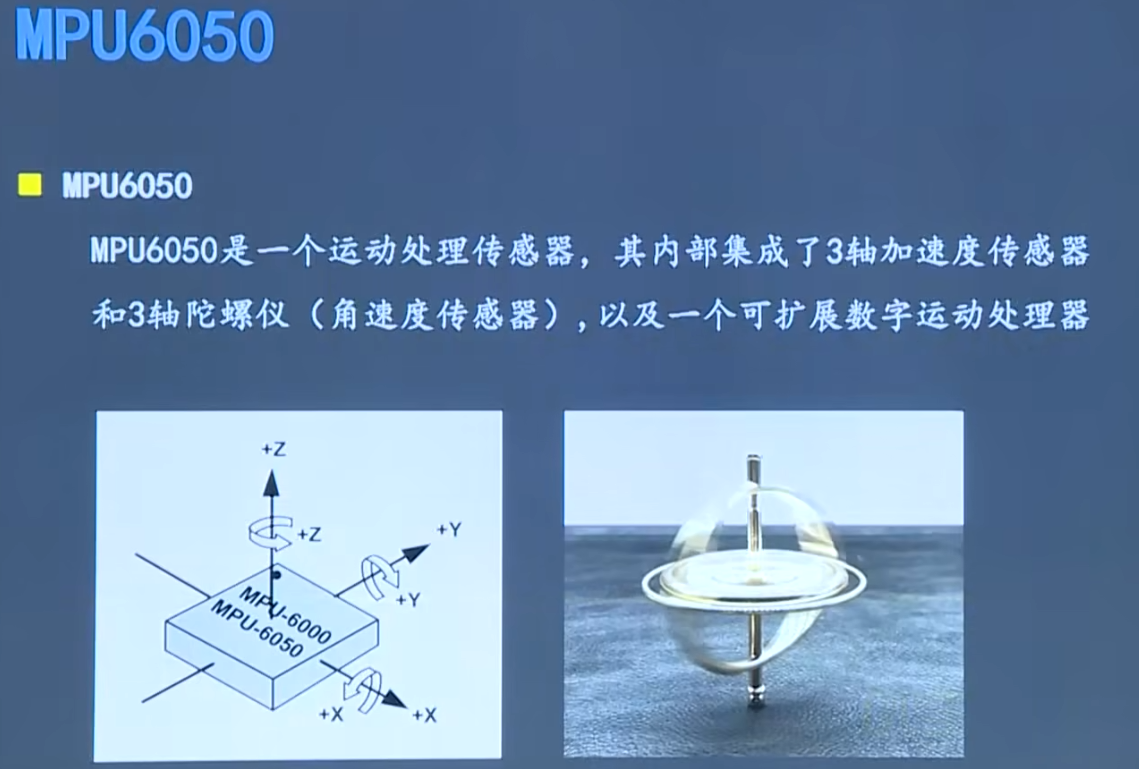 MPU6050
MPU6050
MPU6050是一个运动处理传感器，其内部集成了3轴加速度传感器
和3轴陀螺仪（角速度传感器），以及一个可扩展数字运动处理器
+Z
+Z
+Y
+Y
MPU-6000
MPU-6050
+X
+X